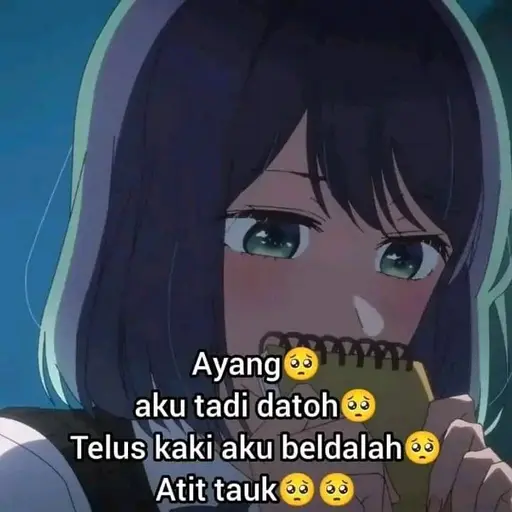 Ayang🥺
aku tadi datoh🥺
Telus kaki aku beldalah🥺
Atit tauk🥺🥺